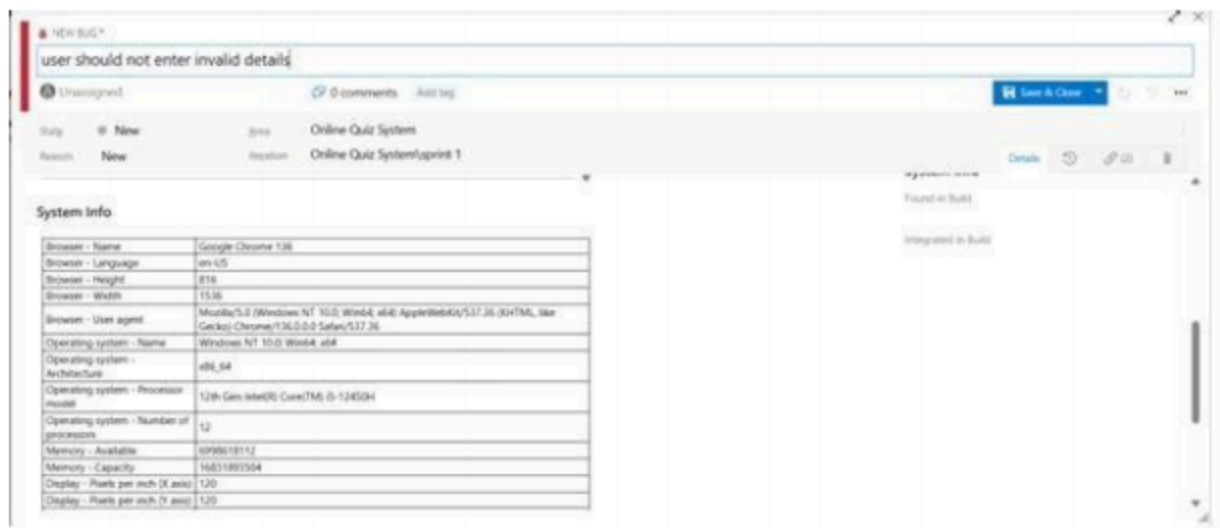 NEW BUG *
user should not enter invalid details
Unassigned
0 comments
Add tag
Save & Close
State
New
Area
Online Quiz System
Reason
New
Iteration
Online Quiz System\sprint 1
Details
System Info
Found in Build
Integrated in Build
System Info
Browser - Name Google Chrome 136
Browser - Language en-US
Browser - Height 816
Browser - Width 1536
Browser - User agent Mozilla/5.0 (Windows NT 10.0; Win64; x64) AppleWebKit/537.36 (KHTML, like
Gecko) Chrome/136.0.0.0 Safari/537.36
Operating system - Name Windows NT 10.0; Win64; x64
Operating system -
Architecture
x86_64
Operating system - Processor
model
12th Gen Intel(R) Core(TM) i5-12450H
Operating system - Number of
processors
12
Memory - Available 6998618112
Memory - Capacity
Display - Pixels per inch (X axis) 120
Display - Pixels per inch (Y axis) 120